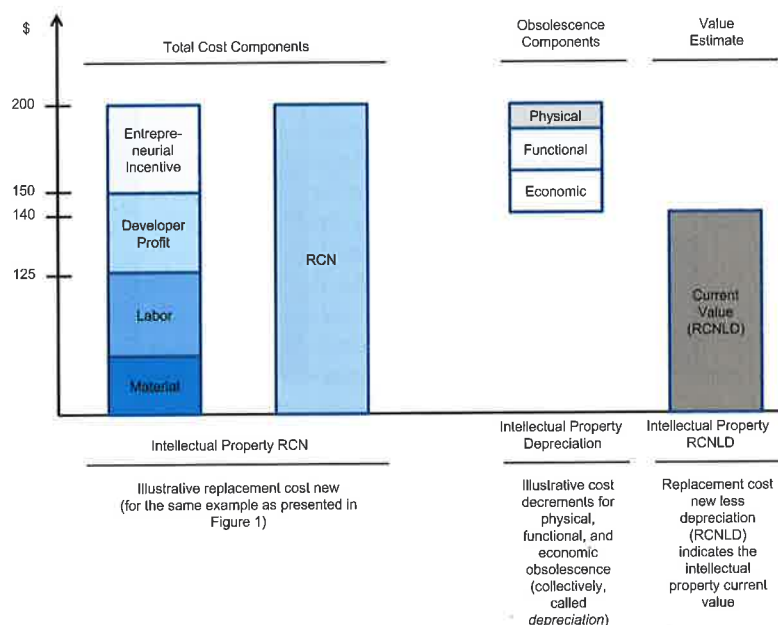 $
Total Cost Components
Obsolescence
Components
Value
Estimate
200
150
140
125
Entrepre-
neurial
Incentive
Developer
Profit
Labor
Material
RCN
Physical
Functional
Economic
Current
Value
(RCNLD)
Intellectual Property RCN
Illustrative replacement cost new
(for the same example as presented in
Figure 1)
Intellectual Property
Depreciation
Illustrative cost
decrements for
physical,
functional, and
economic
obsolescence
(collectively,
called
depreciation)
Intellectual Property
RCNLD
Replacement cost
new less
depreciation
(RCNLD)
indicates the
intellectual
property current
value